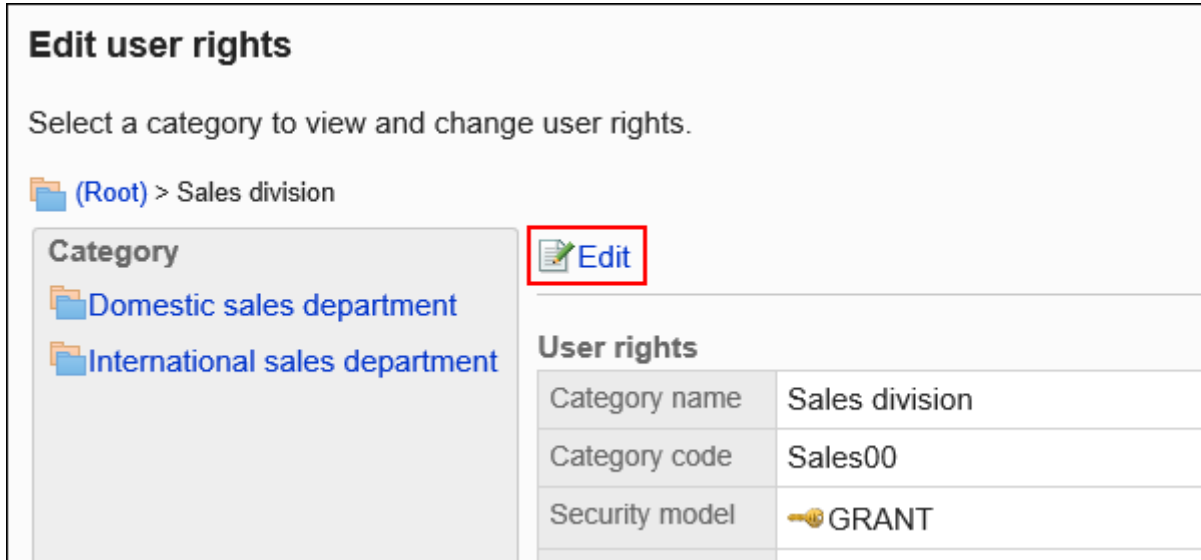 Edit user rights
Select a category to view and change user rights.
(Root) > Sales division
Category
Domestic sales department
International sales department
Edit
User rights
Category name Sales division
Category code Sales00
Security model GRANT